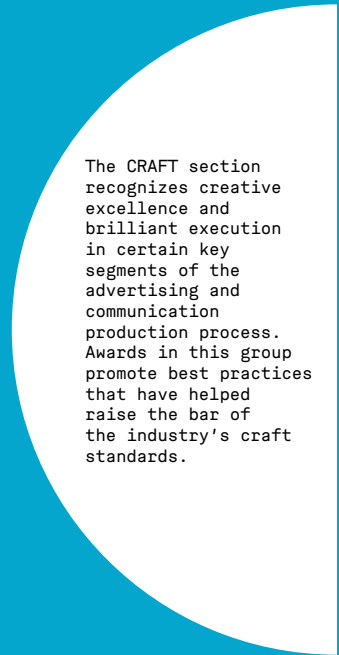 The CRAFT section
recognizes creative
excellence and
brilliant execution
in certain key
segments of the
advertising and
communication
production process.
Awards in this group
promote best practices
that have helped
raise the bar of
the industry's craft
standards.